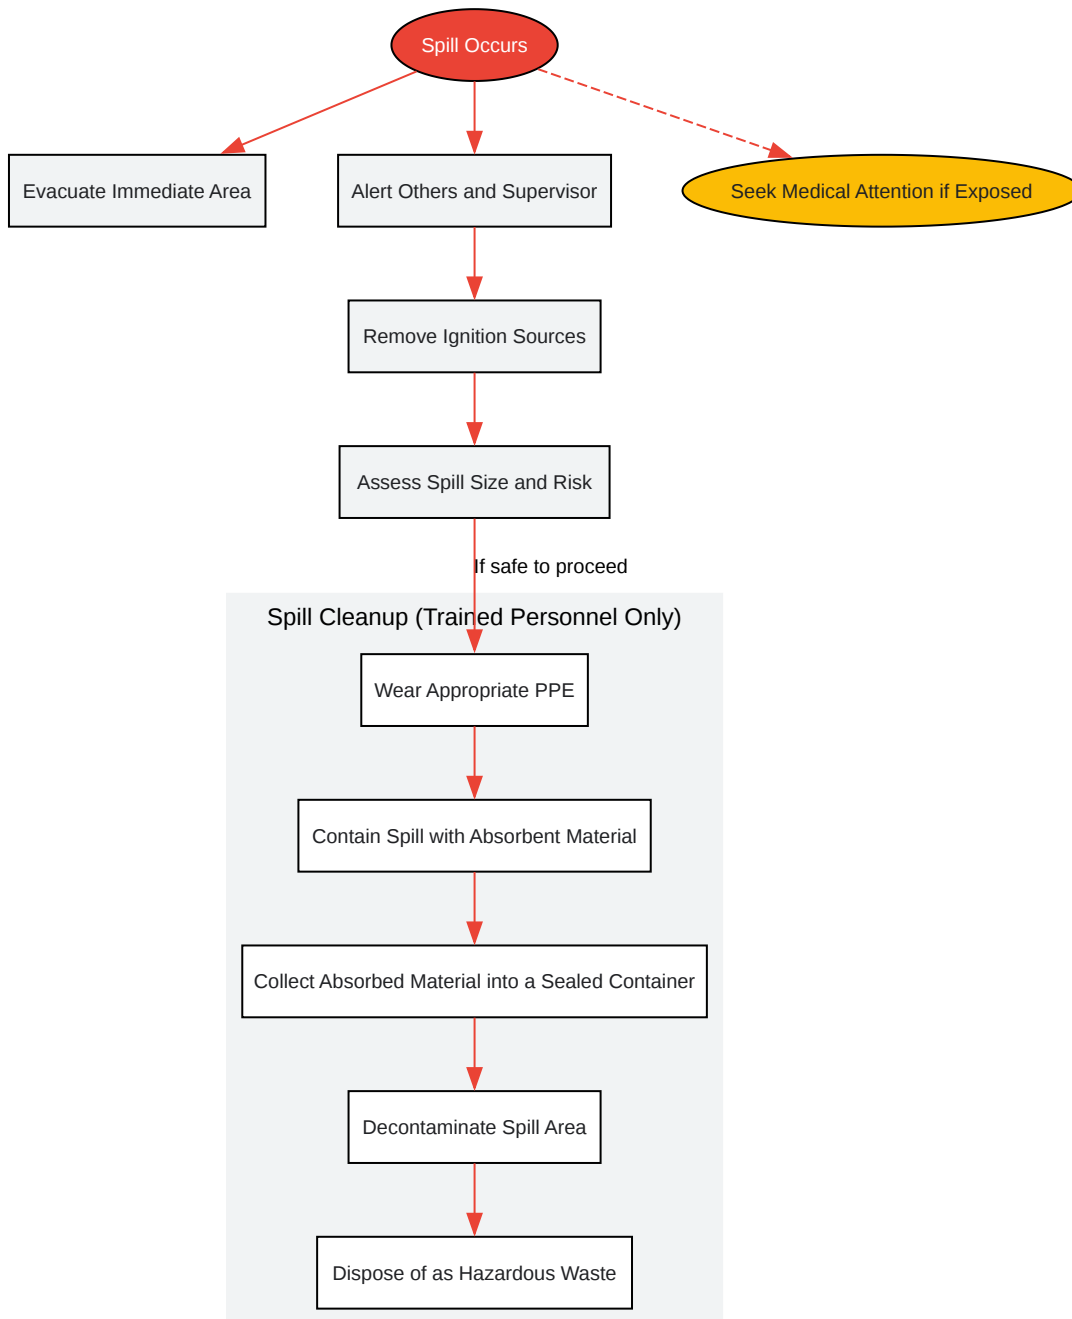 Spill Occurs
Evacuate Immediate Area
Alert Others and Supervisor
Seek Medical Attention if Exposed
Remove Ignition Sources
Assess Spill Size and Risk
If safe to proceed
Spill Cleanup (Trained Personnel Only)
Wear Appropriate PPE
Contain Spill with Absorbent Material
Collect Absorbed Material into a Sealed Container
Decontaminate Spill Area
Dispose of as Hazardous Waste